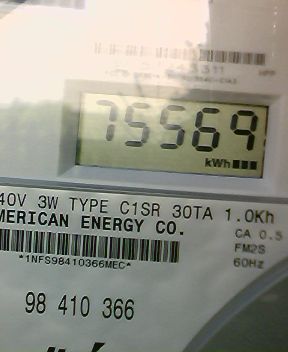 75569
kWh
40V 3W TYPE C1SR 30TA 1.0Kh
MERICAN ENERGY CO.
CA 0.5
*1NFS98410366MEC*
FM2S
60Hz
98 410 366